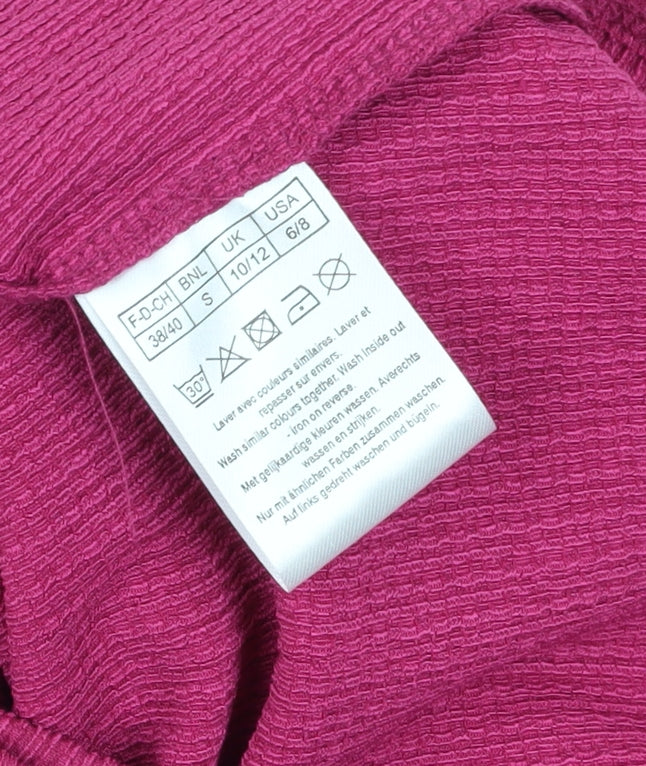 F-D-CH BNL UK USA
38/40 S 10/12 6/8
30°
Laver avec couleurs similaires. Laver et
repasser sur envers.
Wash similar colours together. Wash inside out
- iron on reverse.
Met gelijkaardige kleuren wassen. Averechts
wassen en strijken.
Nur mit ähnlichen Farben zusammen waschen.
Auf links gedreht waschen und bügeln.